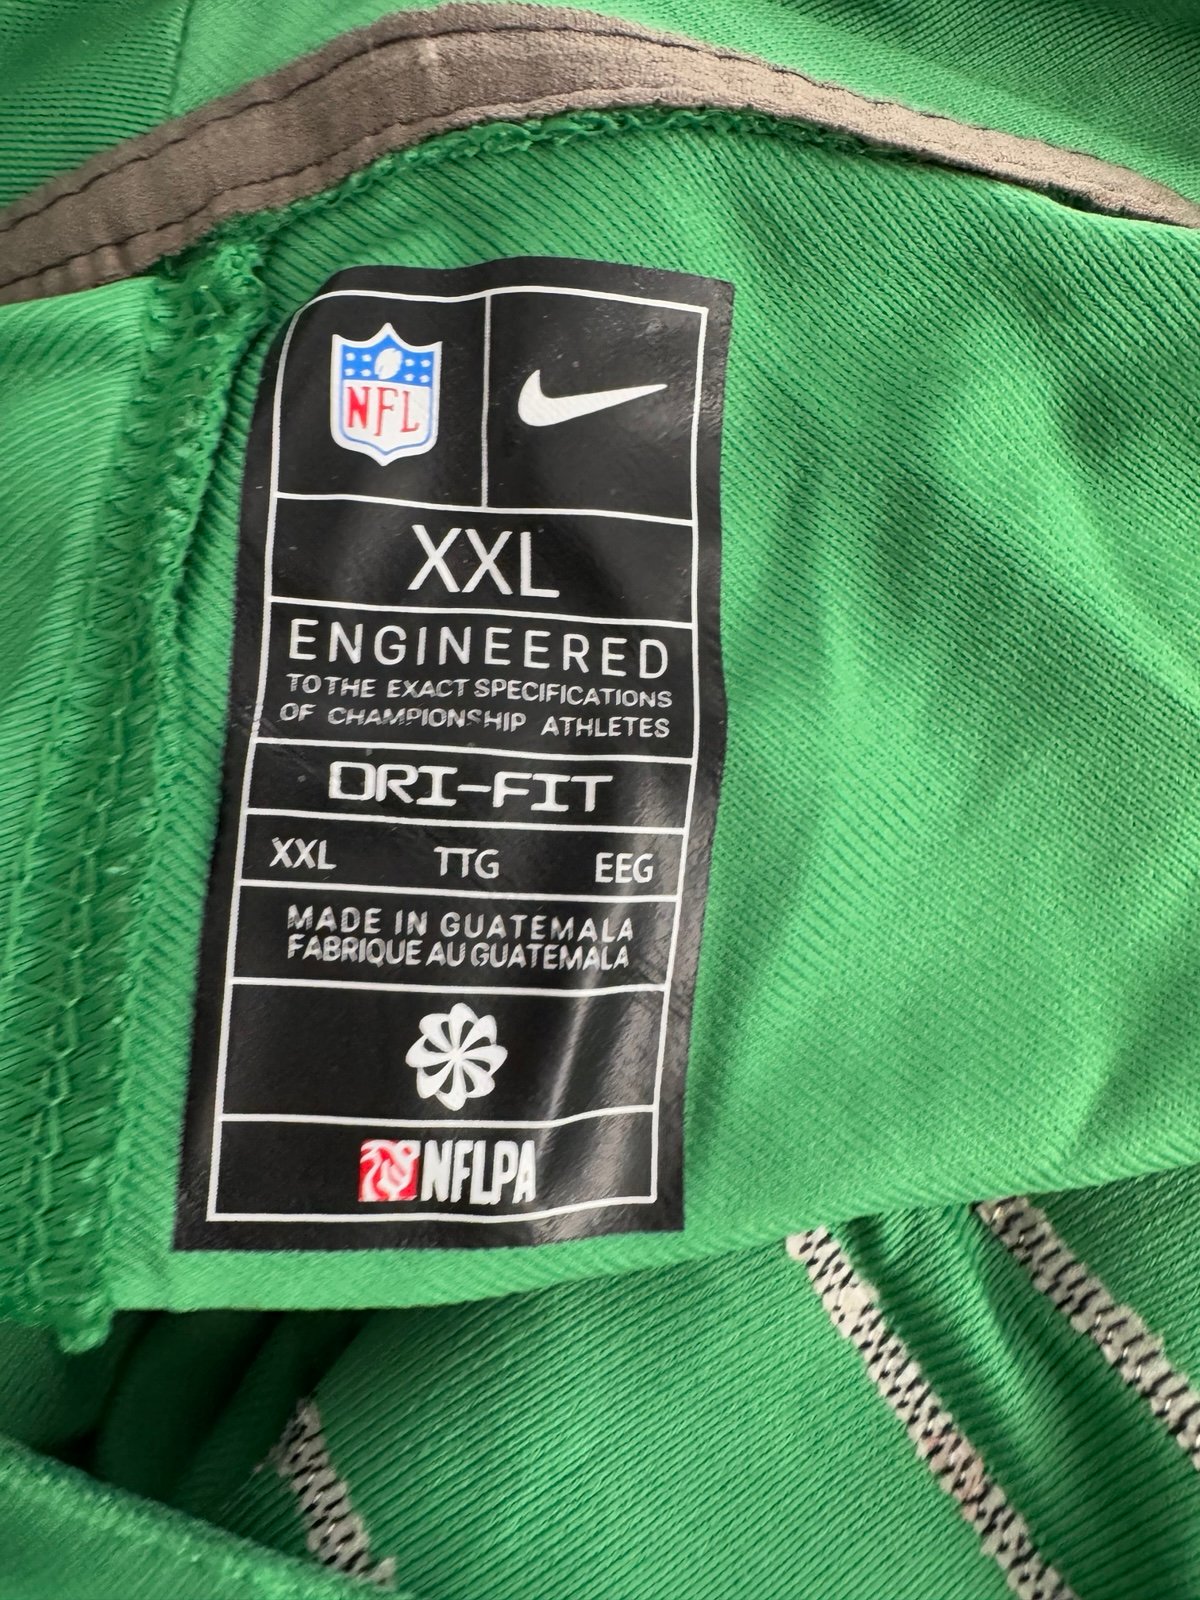 NFL
XXL
ENGINEERED
TO THE EXACT SPECIFICATIONS
OF CHAMPIONSHIP ATHLETES
DRI-FIT
XXL TTG EEG
MADE IN GUATEMALA
FABRIQUE AU GUATEMALA
NFLPA